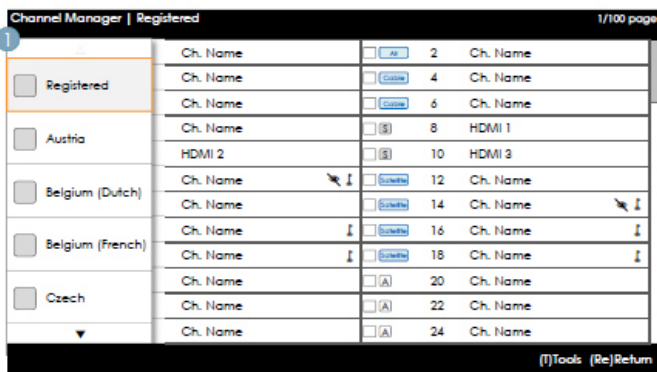 Channel Manager | Registered 1/100 page
1
Registered
Austria
Belgium (Dutch)
Belgium (French)
Czech
▼
Ch. Name Air 2 Ch. Name
Ch. Name Cable 4 Ch. Name
Ch. Name Cable 6 Ch. Name
Ch. Name S 8 HDMI 1
HDMI 2 S 10 HDMI 3
Ch. Name Satellite 12 Ch. Name
Ch. Name Satellite 14 Ch. Name
Ch. Name Satellite 16 Ch. Name
Ch. Name Satellite 18 Ch. Name
Ch. Name A 20 Ch. Name
Ch. Name A 22 Ch. Name
Ch. Name A 24 Ch. Name
(T)Tools (Re)Return